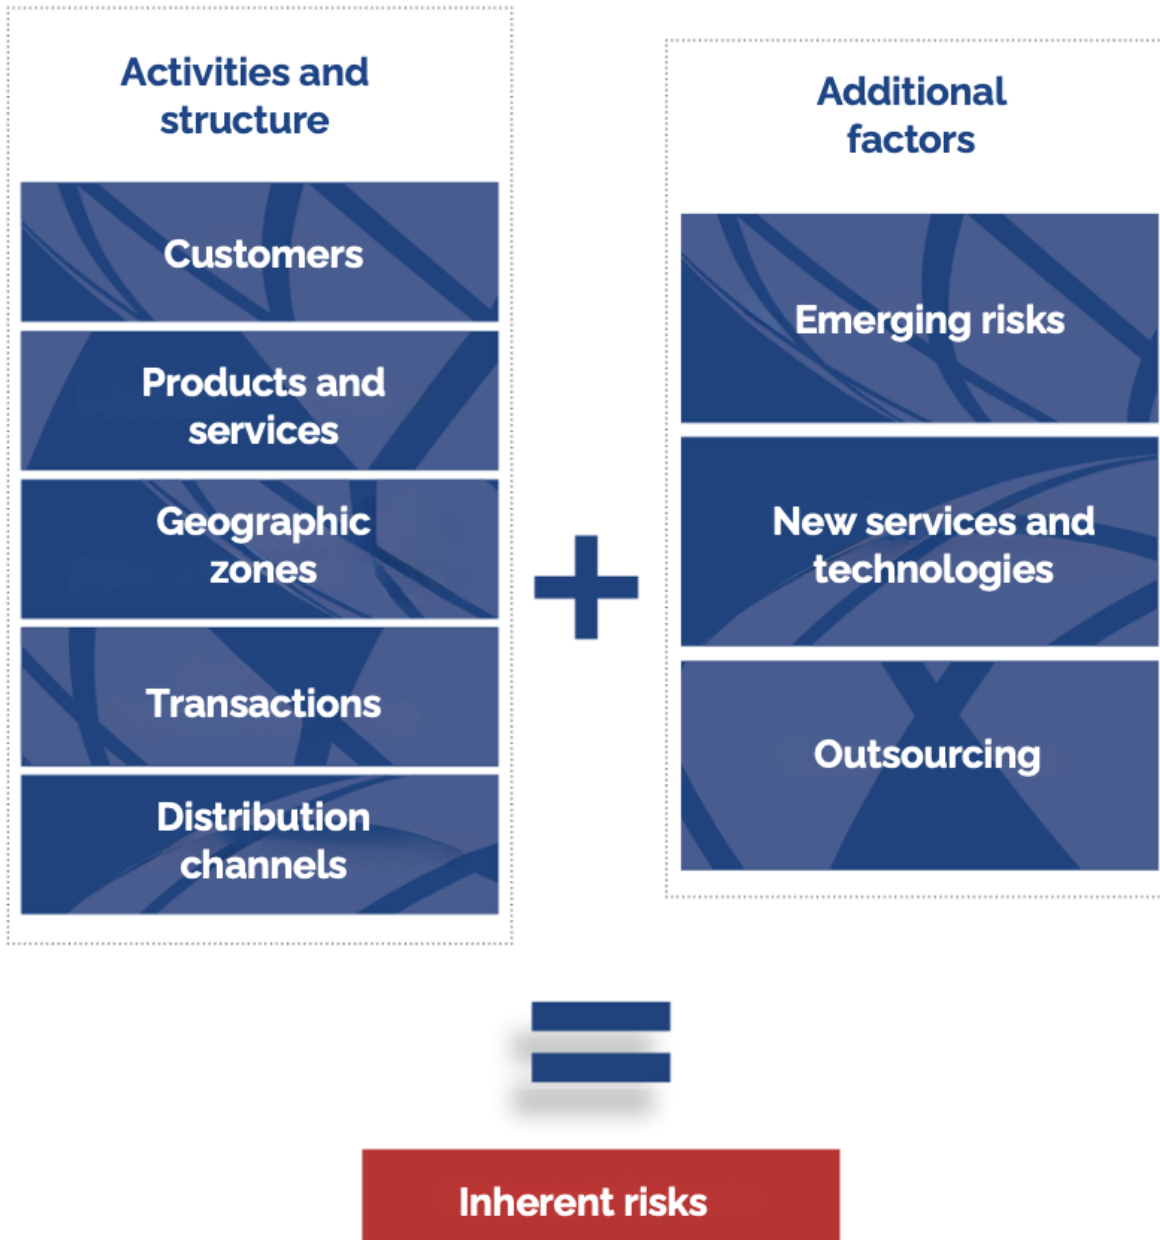 Activities and
structure
Customers
Products and
services
Geographic
zones
Transactions
Distribution
channels
+
Additional
factors
Emerging risks
New services and
technologies
Outsourcing
=
Inherent risks